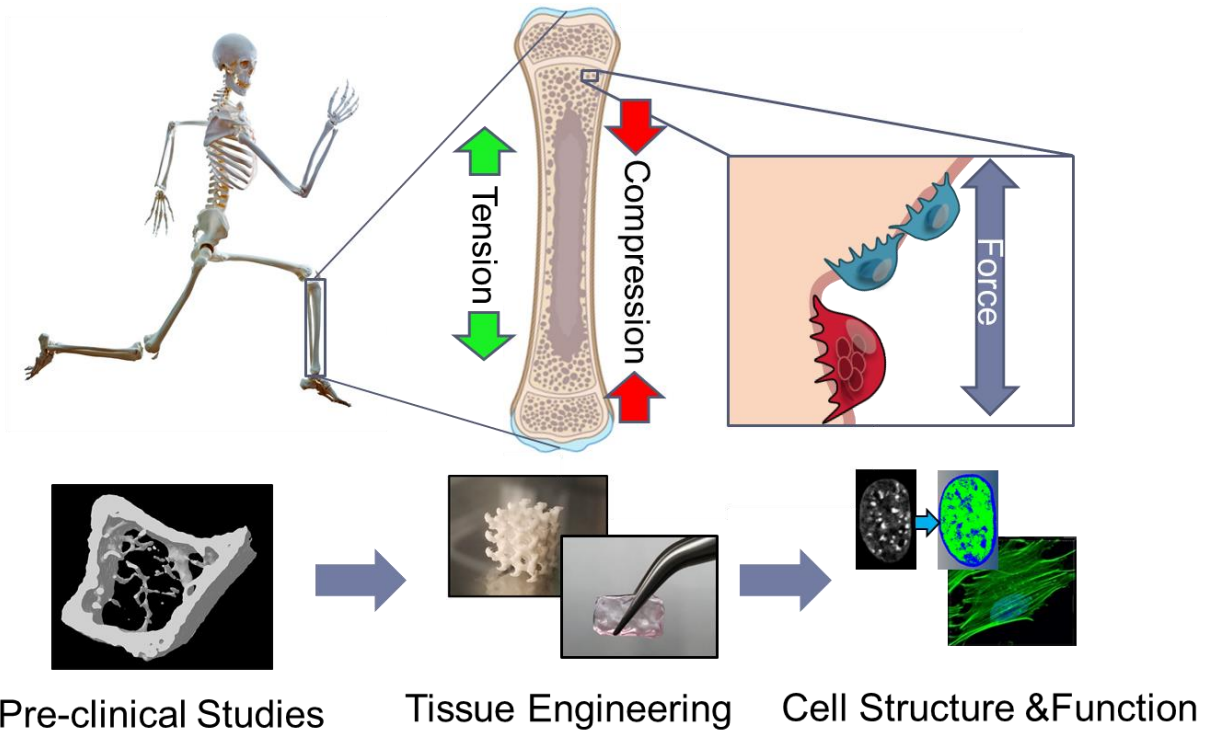 Tension
Compression
Force
Pre-clinical Studies
Tissue Engineering
Cell Structure &Function